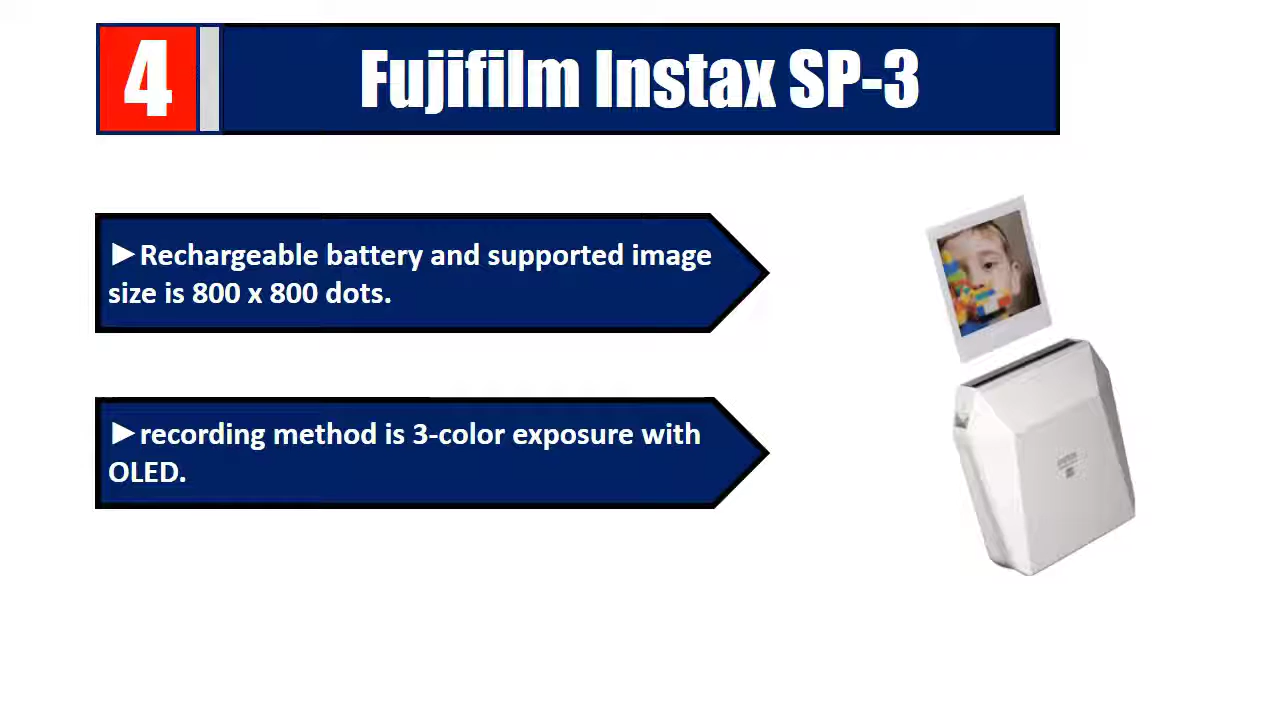 4
Fujifilm Instax SP-3
►Rechargeable battery and supported image
size is 800 x 800 dots.
►recording method is 3-color exposure with
OLED.